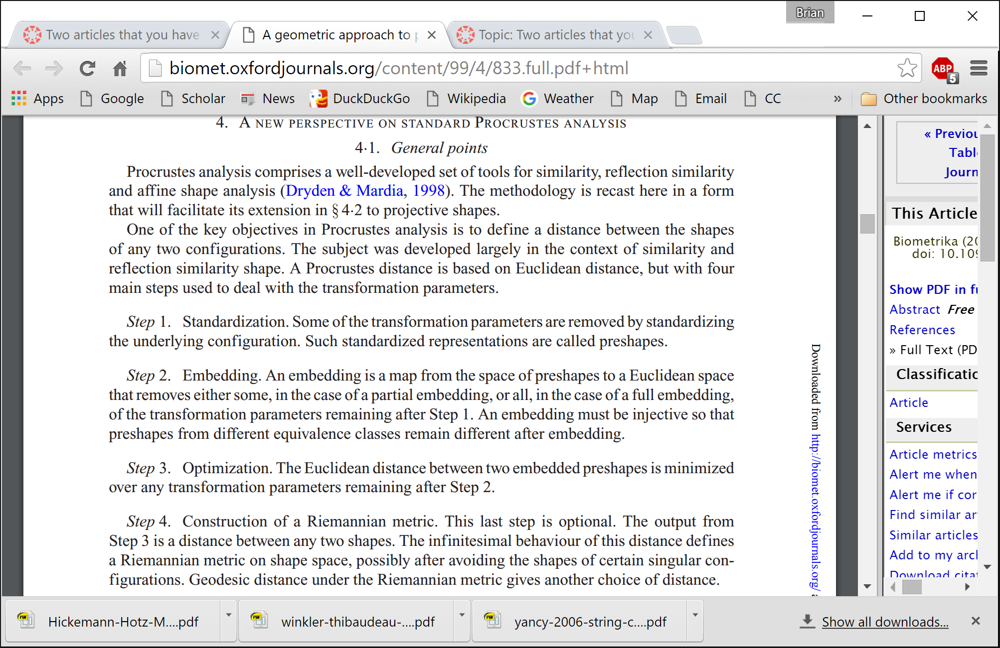 Brian
Two articles that you have
A geometric approach to
Topic: Two articles that you
biomet.oxfordjournals.org/content/99/4/833.full.pdf+html
ABP
5
Apps
Google
Scholar
News
DuckDuckGo
Wikipedia
Weather
Map
Email
CC
»
Other bookmarks
4. A NEW PERSPECTIVE ON STANDARD PROCRUSTES ANALYSIS
4·1. General points
Procrustes analysis comprises a well-developed set of tools for similarity, reflection similarity
and affine shape analysis (Dryden & Mardia, 1998). The methodology is recast here in a form
that will facilitate its extension in § 4·2 to projective shapes.
One of the key objectives in Procrustes analysis is to define a distance between the shapes
of any two configurations. The subject was developed largely in the context of similarity and
reflection similarity shape. A Procrustes distance is based on Euclidean distance, but with four
main steps used to deal with the transformation parameters.
Step 1. Standardization. Some of the transformation parameters are removed by standardizing
the underlying configuration. Such standardized representations are called preshapes.
Step 2. Embedding. An embedding is a map from the space of preshapes to a Euclidean space
that removes either some, in the case of a partial embedding, or all, in the case of a full embedding,
of the transformation parameters remaining after Step 1. An embedding must be injective so that
preshapes from different equivalence classes remain different after embedding.
Step 3. Optimization. The Euclidean distance between two embedded preshapes is minimized
over any transformation parameters remaining after Step 2.
Step 4. Construction of a Riemannian metric. This last step is optional. The output from
Step 3 is a distance between any two shapes. The infinitesimal behaviour of this distance defines
a Riemannian metric on shape space, possibly after avoiding the shapes of certain singular con-
figurations. Geodesic distance under the Riemannian metric gives another choice of distance.
Downloaded from http://biomet.oxfordjournals.org/
« Previou
Tabl
Journ
This Article
Biometrika (20
doi: 10.109
Show PDF in fu
Abstract Free
References
» Full Text (PD
Classificatio
Article
Services
Article metrics
Alert me when
Alert me if cor
Find similar ar
Similar articles
Add to my arch
Download citat
Hickemann-Hotz-M....pdf
winkler-thibaudeau-....pdf
yancy-2006-string-c....pdf
Show all downloads...